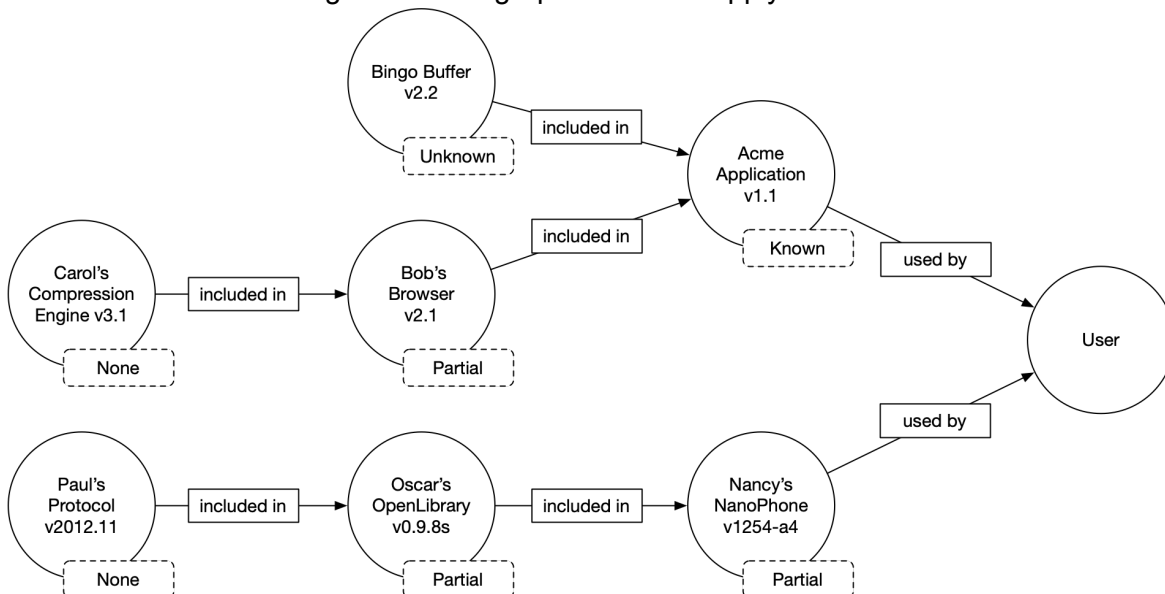 Bingo Buffer
v2.2
Unknown
included in
Acme
Application
v1.1
Known
included in
used by
Carol's
Compression
Engine v3.1
None
included in
Bob's
Browser
v2.1
Partial
User
used by
Paul's
Protocol
v2012.11
None
included in
Oscar's
OpenLibrary
v0.9.8s
Partial
included in
Nancy's
NanoPhone
v1254-a4
Partial